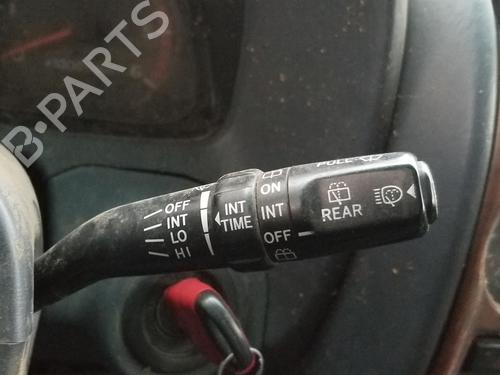 B-PARTS
PULL
OFF
INT
LO
HI
INT
TIME
ON
INT
OFF
REAR